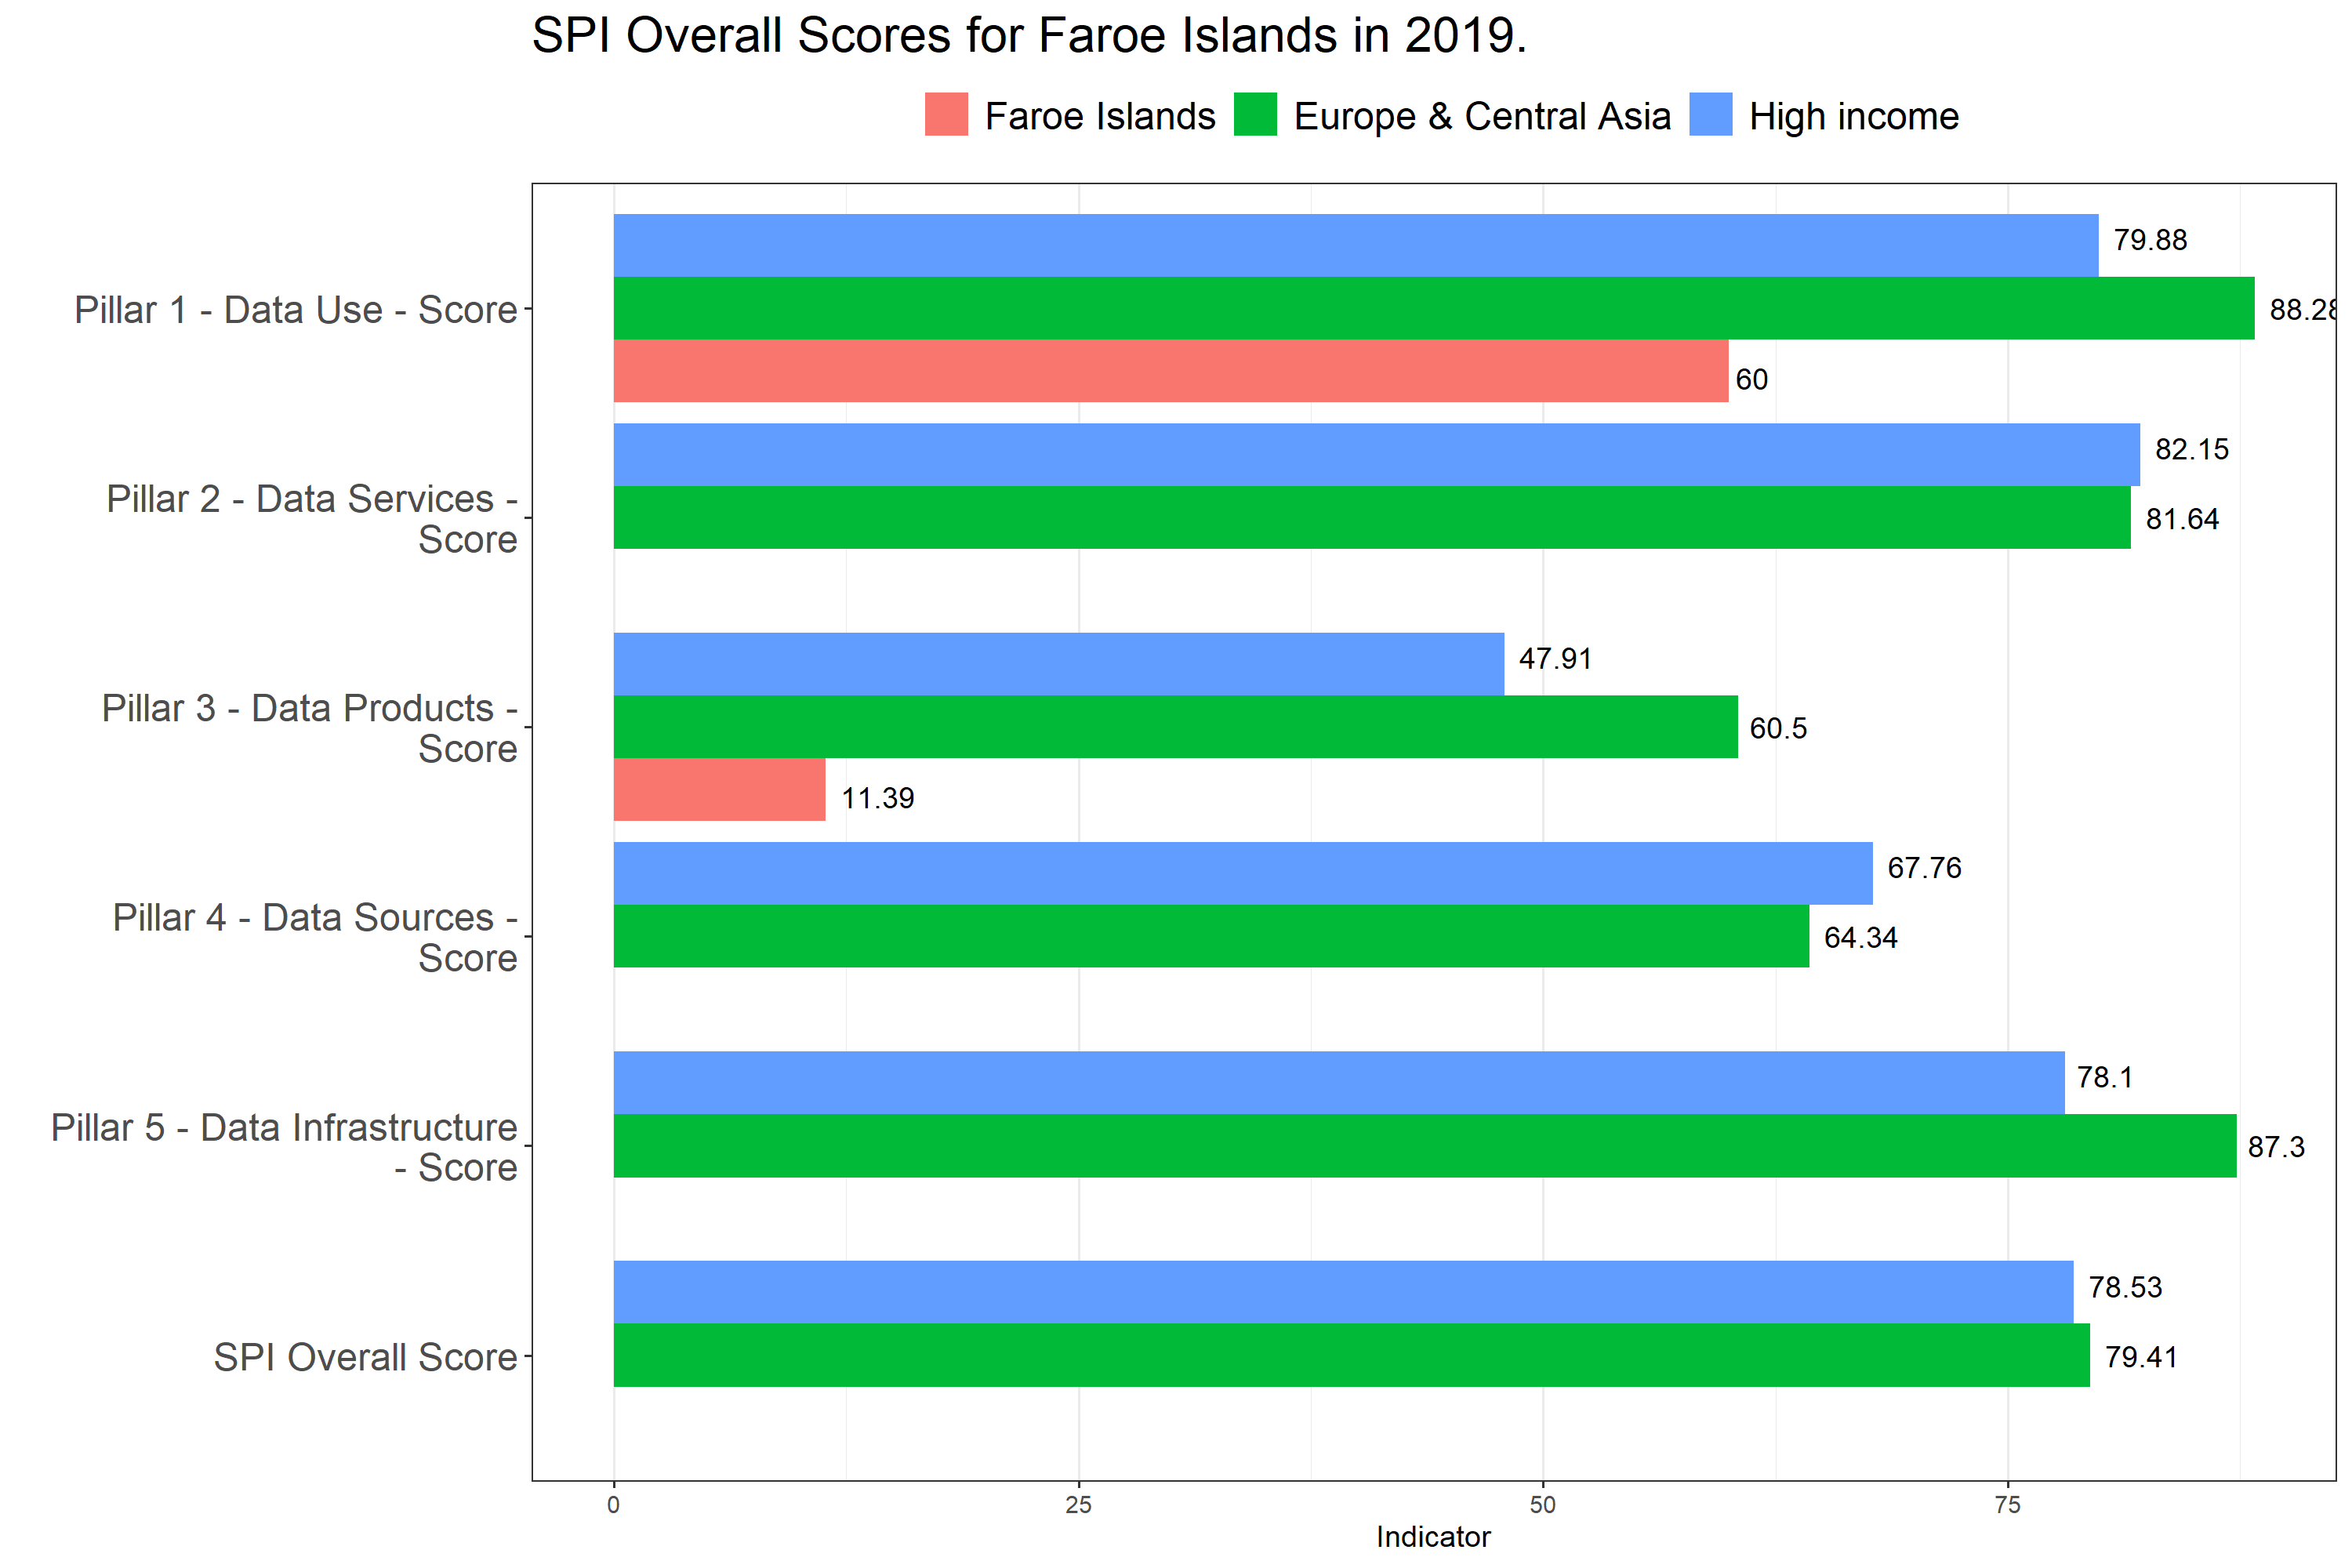 SPI Overall Scores for Faroe Islands in 2019.
Faroe Islands Europe & Central Asia High income
Pillar 1 - Data Use - Score
79.88
88.28
60
Pillar 2 - Data Services -
Score
82.15
81.64
Pillar 3 - Data Products -
Score
47.91
60.5
11.39
Pillar 4 - Data Sources -
Score
67.76
64.34
Pillar 5 - Data Infrastructure
- Score
78.1
87.3
SPI Overall Score
78.53
79.41
0 25 50 75
Indicator